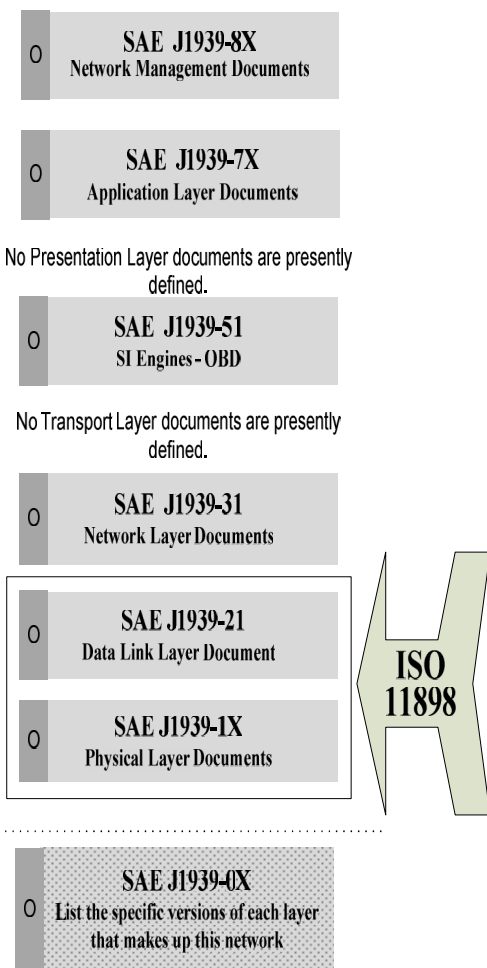 SAE J1939-8X
Network Management Documents
SAE J1939-7X
Application Layer Documents
No Presentation Layer documents are presently
defined.
SAE J1939-51
SI Engines - OBD
No Transport Layer documents are presently
defined.
SAE J1939-31
Network Layer Documents
SAE J1939-21
Data Link Layer Document
SAE J1939-1X
Physical Layer Documents
ISO
11898
SAE J1939-0X
List the specific versions of each layer
that makes up this network